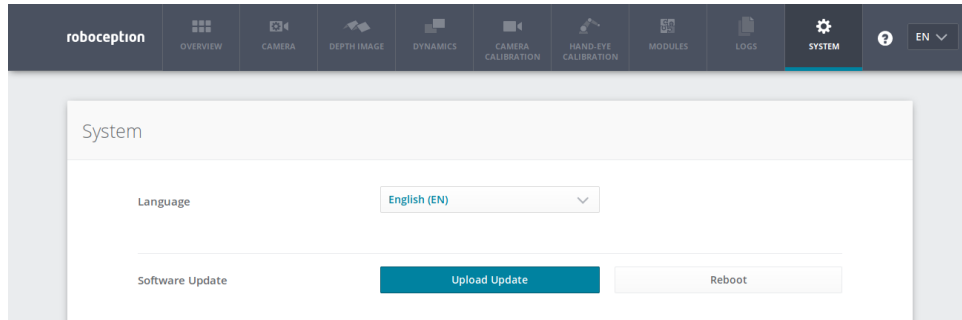 roboception
OVERVIEW
CAMERA
DEPTH IMAGE
DYNAMICS
CAMERA
CALIBRATION
HAND-EYE
CALIBRATION
MODULES
LOGS
SYSTEM
?
EN
System
Language
English (EN)
Software Update
Upload Update
Reboot